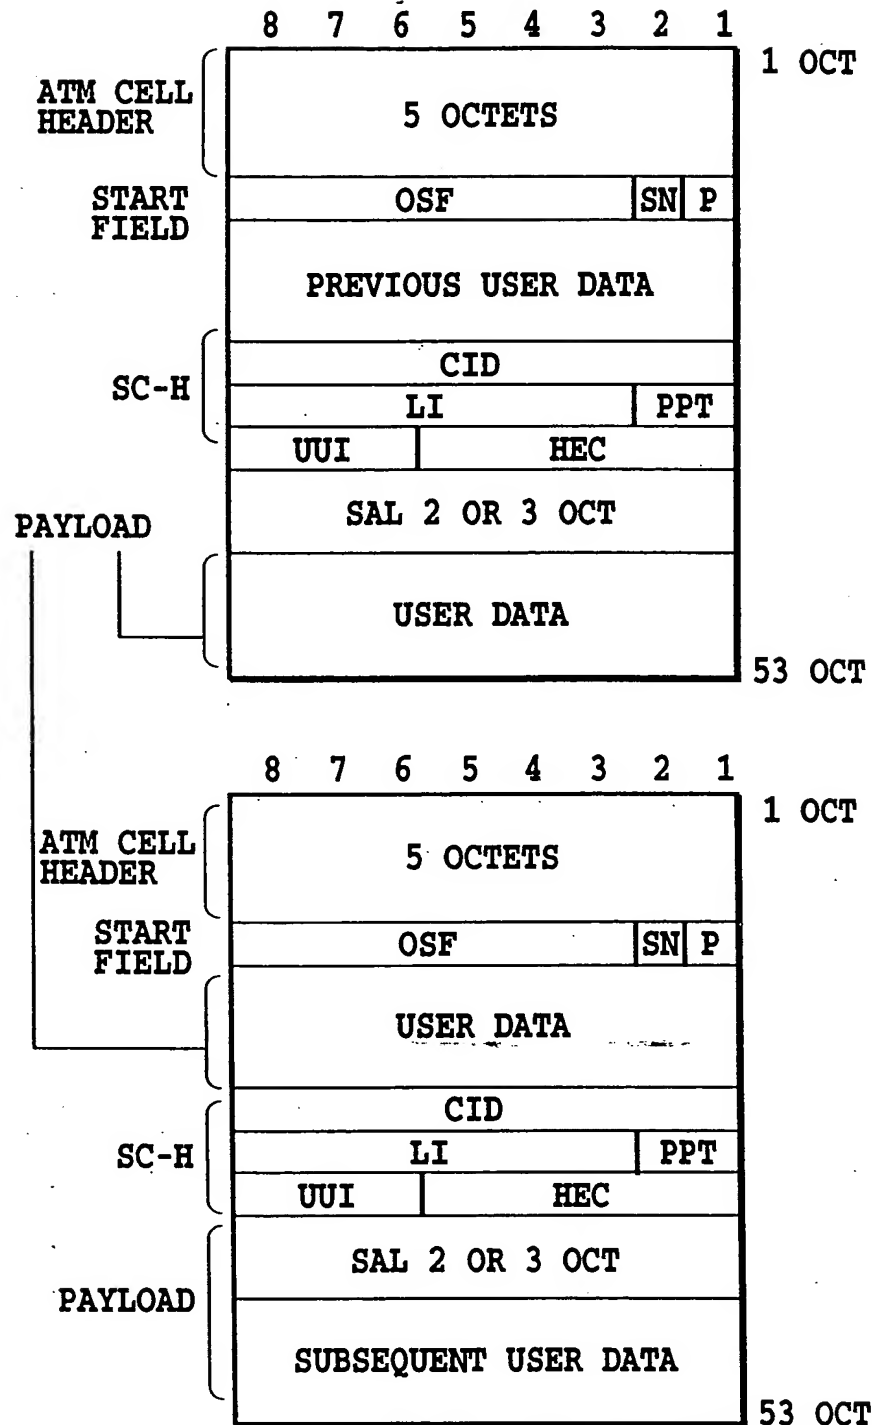 8 7 6 5 4 3 2 1
1 OCT
ATM CELL
HEADER
5 OCTETS
START
FIELD
OSF SN P
PREVIOUS USER DATA
SC-H
CID
LI PPT
UUI HEC
SAL 2 OR 3 OCT
PAYLOAD
USER DATA
53 OCT
8 7 6 5 4 3 2 1
1 OCT
ATM CELL
HEADER
5 OCTETS
START
FIELD
OSF SN P
USER DATA
SC-H
CID
LI PPT
UUI HEC
SAL 2 OR 3 OCT
PAYLOAD
SUBSEQUENT USER DATA
53 OCT